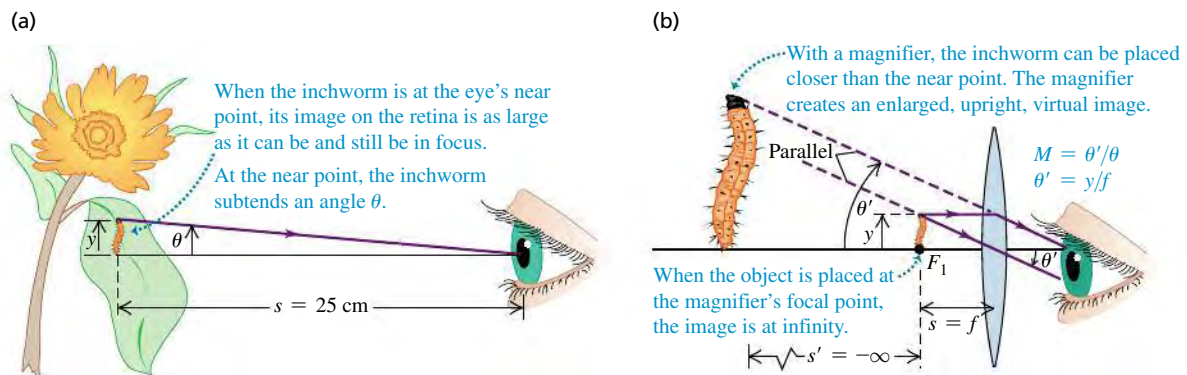 (a)
When the inchworm is at the eye's near
point, its image on the retina is as large
as it can be and still be in focus.
At the near point, the inchworm
subtends an angle θ.
y
θ
s = 25 cm
(b)
With a magnifier, the inchworm can be placed
closer than the near point. The magnifier
creates an enlarged, upright, virtual image.
Parallel
M = θ′/θ
θ′ = y/f
θ′
y
F₁
θ′
When the object is placed at
the magnifier's focal point,
the image is at infinity.
s = f
s′ = −∞